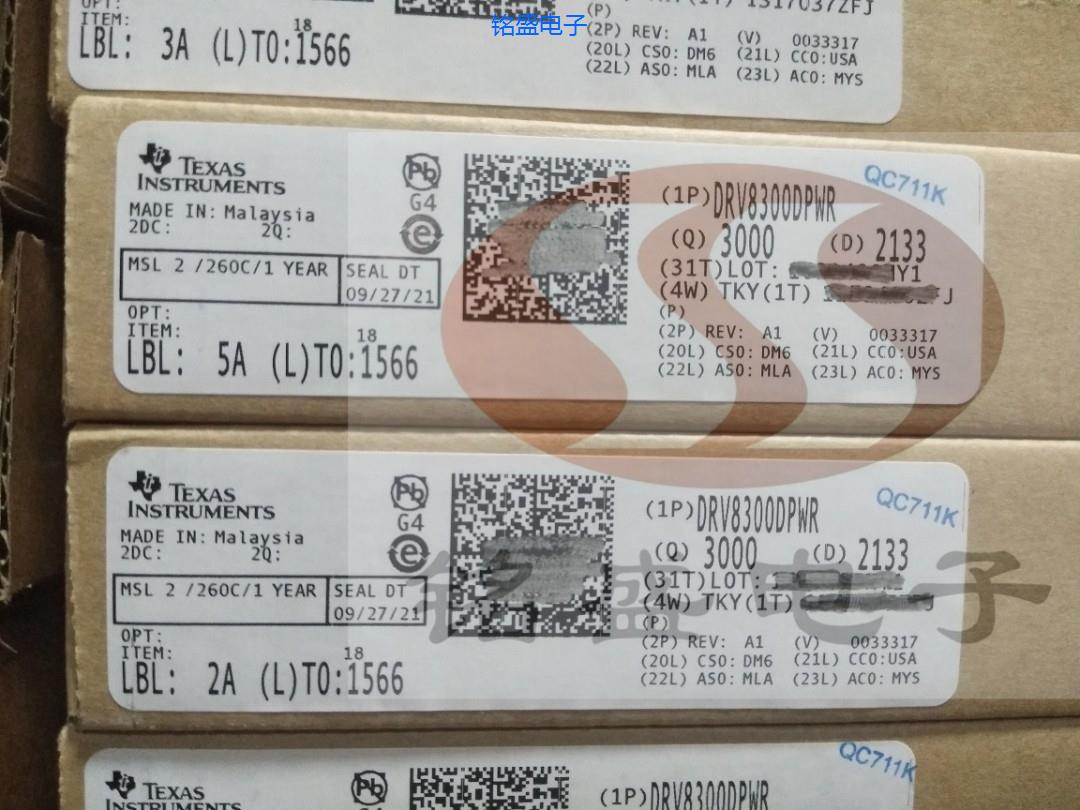 OPT:
ITEM:
LBL: 3A (L)TO:1566
18
铭盛电子
(P)
(2P) REV: A1 (V) 0033317
(20L) CSO: DM6 (21L) CCO:USA
(22L) ASO: MLA (23L) ACO: MYS
TEXAS
INSTRUMENTS
MADE IN: Malaysia
2DC: 2Q:
MSL 2 /260C/1 YEAR
SEAL DT
09/27/21
OPT:
ITEM:
18
LBL: 5A (L)TO:1566
Pb
G4
e
QC711K
(1P)DRV8300DPWR
(Q) 3000 (D) 2133
(31T)LOT: NY1
(4W) TKY(1T) J
(P)
(2P) REV: A1 (V) 0033317
(20L) CSO: DM6 (21L) CCO:USA
(22L) ASO: MLA (23L) ACO: MYS
TEXAS
INSTRUMENTS
MADE IN: Malaysia
2DC: 2Q:
MSL 2 /260C/1 YEAR
SEAL DT
09/27/21
OPT:
ITEM:
18
LBL: 2A (L)TO:1566
Pb
G4
e
QC711K
(1P)DRV8300DPWR
(Q) 3000 (D) 2133
(31T)LOT:
(4W) TKY(1T)
(P)
(2P) REV: A1 (V) 0033317
(20L) CSO: DM6 (21L) CCO:USA
(22L) ASO: MLA (23L) ACO: MYS
铭盛电子
TEXAS
INSTRUMENTS
Pb
QC711K
(1P)DRV8300DPWR